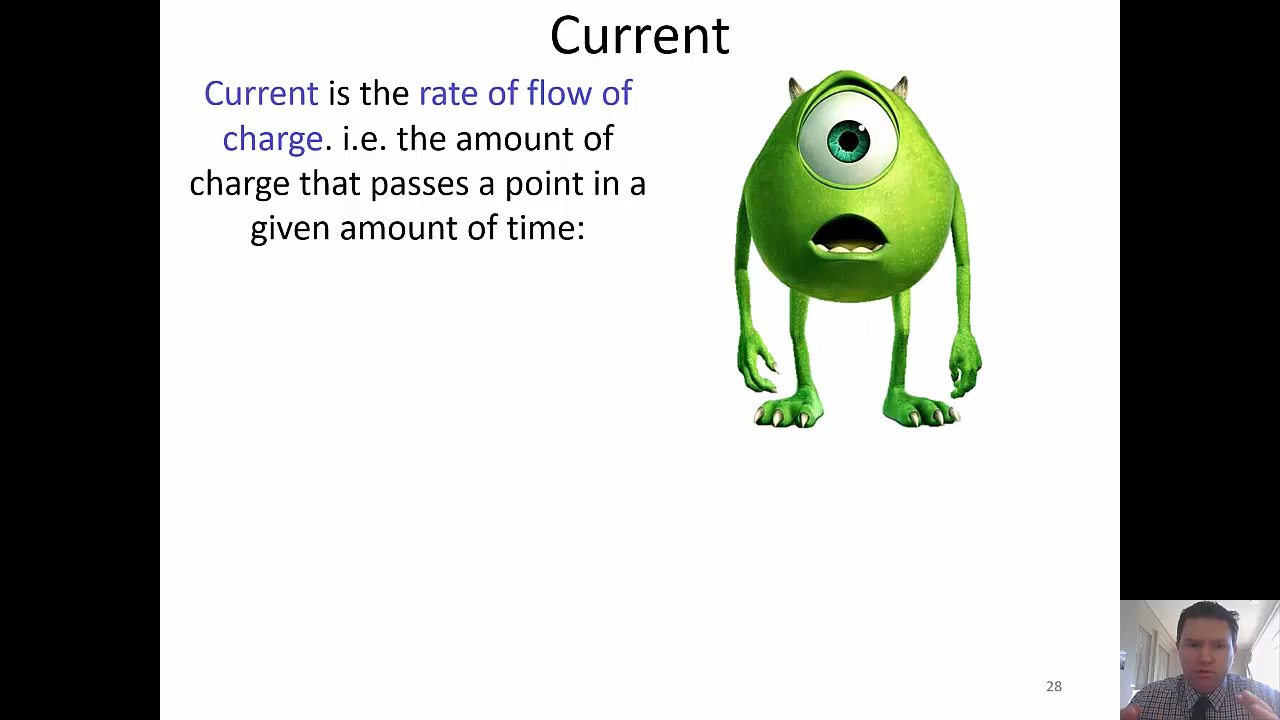 Current
Current is the rate of flow of
charge. i.e. the amount of
charge that passes a point in a
given amount of time:
28